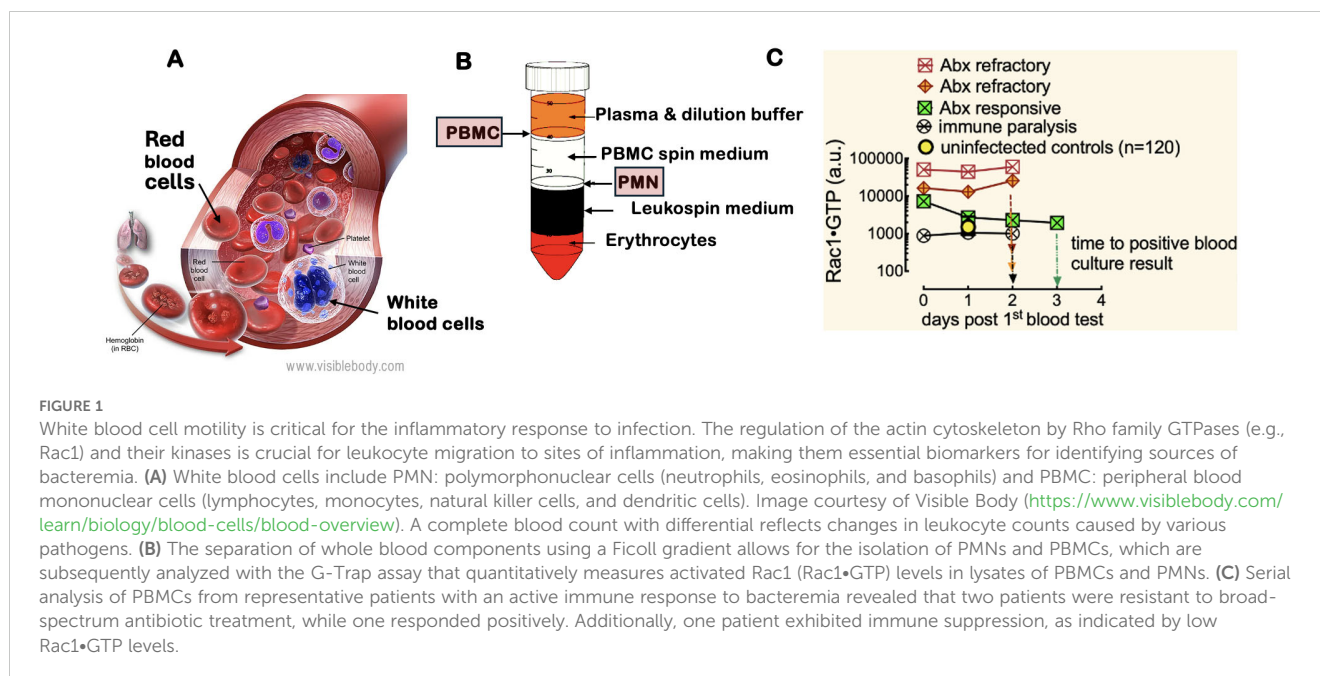 A
Red
blood
cells
Platelet
Red
blood
cell
White
blood
cell
White
blood cells
Hemoglobin
(in RBC)
www.visiblebody.com
B
Plasma & dilution buffer
PBMC
PBMC spin medium
PMN
Leukospin medium
Erythrocytes
50
40
30
C
Abx refractory
Abx refractory
Abx responsive
immune paralysis
uninfectected controls (n=120)
Rac1•GTP (a.u.)
100000
10000
1000
100
time to positive blood
culture result
0 1 2 3 4
days post 1st blood test
FIGURE 1
White blood cell motility is critical for the inflammatory response to infection. The regulation of the actin cytoskeleton by Rho family GTPases (e.g.,
Rac1) and their kinases is crucial for leukocyte migration to sites of inflammation, making them essential biomarkers for identifying sources of
bacteremia. (A) White blood cells include PMN: polymorphonuclear cells (neutrophils, eosinophils, and basophils) and PBMC: peripheral blood
mononuclear cells (lymphocytes, monocytes, natural killer cells, and dendritic cells). Image courtesy of Visible Body (https://www.visiblebody.com/
learn/biology/blood-cells/blood-overview). A complete blood count with differential reflects changes in leukocyte counts caused by various
pathogens. (B) The separation of whole blood components using a Ficoll gradient allows for the isolation of PMNs and PBMCs, which are
subsequently analyzed with the G-Trap assay that quantitatively measures activated Rac1 (Rac1•GTP) levels in lysates of PBMCs and PMNs. (C) Serial
analysis of PBMCs from representative patients with an active immune response to bacteremia revealed that two patients were resistant to broad-
spectrum antibiotic treatment, while one responded positively. Additionally, one patient exhibited immune suppression, as indicated by low
Rac1•GTP levels.